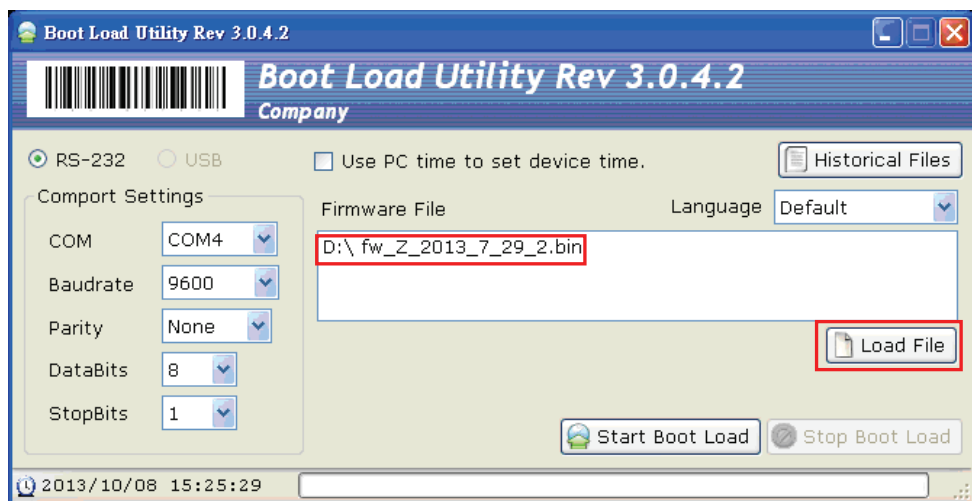 Boot Load Utility Rev 3.0.4.2
Boot Load Utility Rev 3.0.4.2
Company
RS-232
USB
Use PC time to set device time.
Historical Files
Comport Settings
Firmware File
Language
Default
COM
COM4
D:\ fw_Z_2013_7_29_2.bin
Baudrate
9600
Parity
None
Load File
DataBits
8
StopBits
1
Start Boot Load
Stop Boot Load
2013/10/08 15:25:29